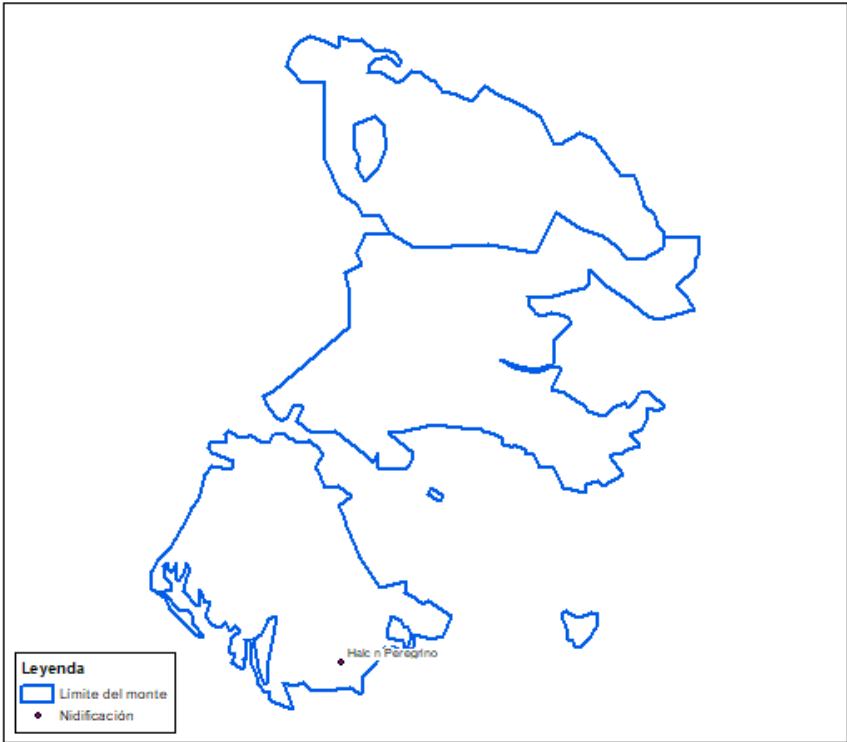 Halc n Peregrino
Leyenda
Límite del monte
Nidificación